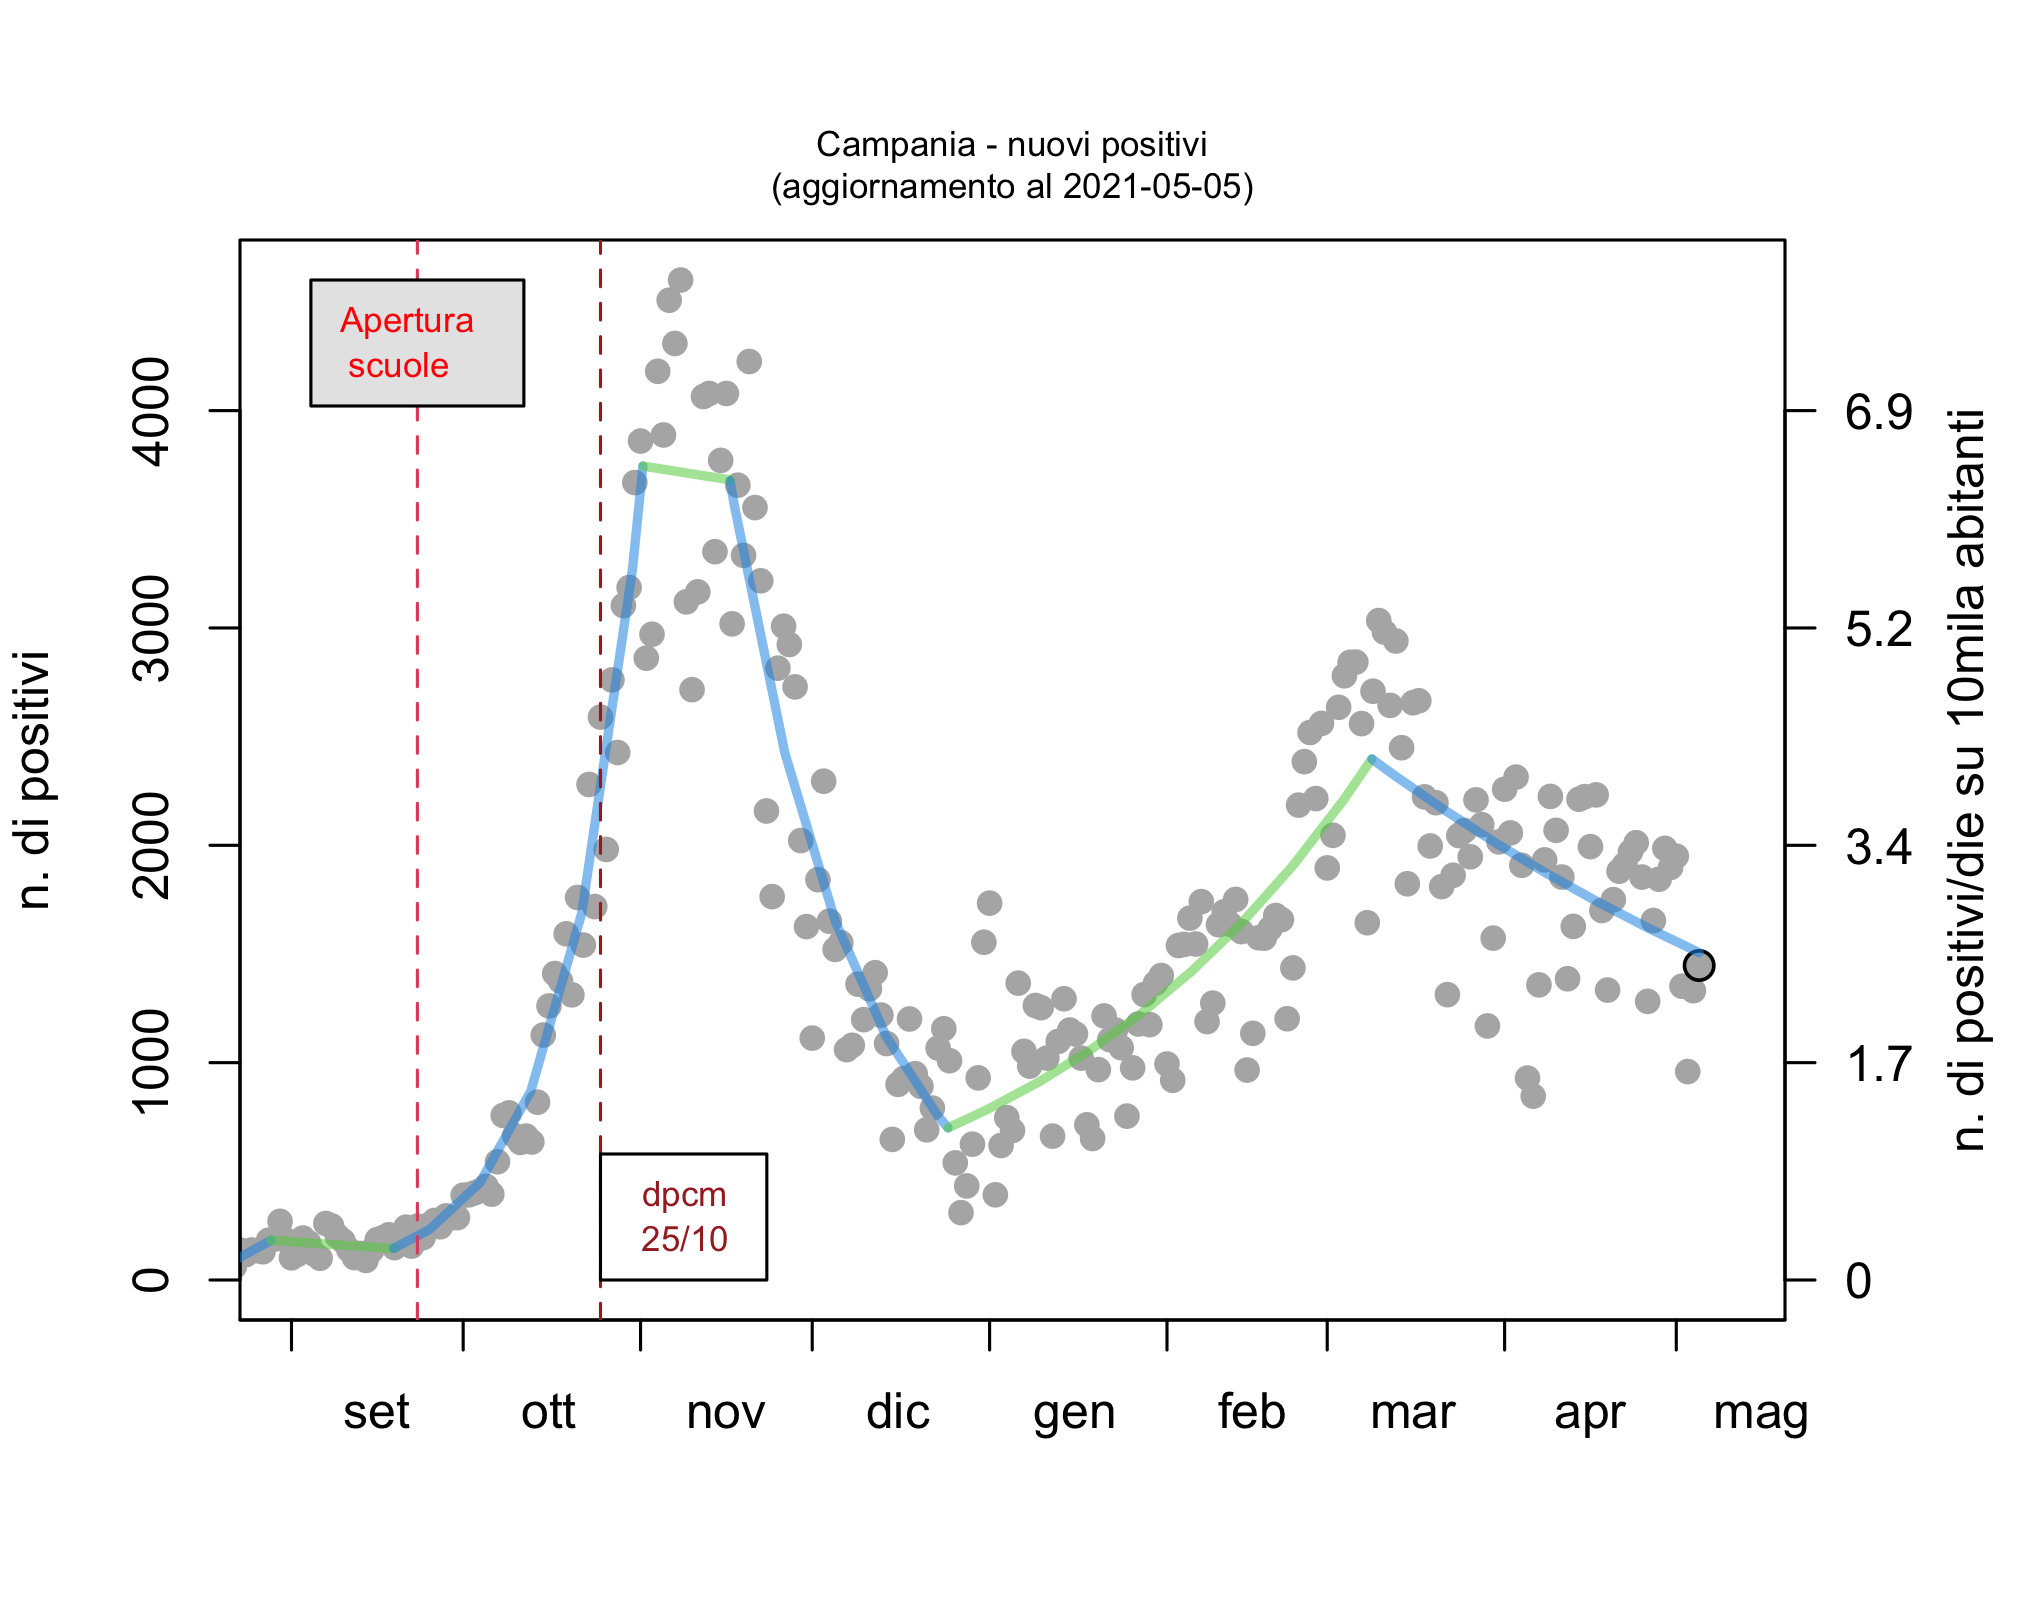 Campania - nuovi positivi
(aggiornamento al 2021-05-05)
Apertura
scuole
dpcm
25/10
n. di positivi
0
1000
2000
3000
4000
n. di positivi/die su 10mila abitanti
0
1.7
3.4
5.2
6.9
set ott nov dic gen feb mar apr mag